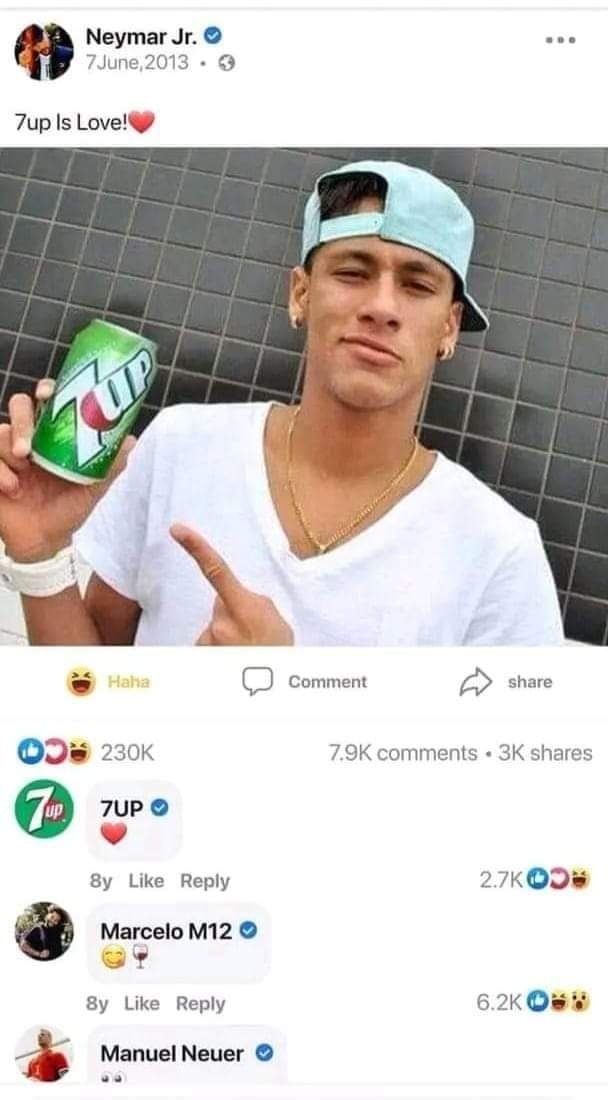 Neymar Jr.
7June,2013
7up Is Love!❤️
7UP
Haha
Comment
share
230K
7.9K comments • 3K shares
7up
7UP
❤️
8y Like Reply
2.7K
Marcelo M12
😋🍷
8y Like Reply
6.2K
Manuel Neuer
👀